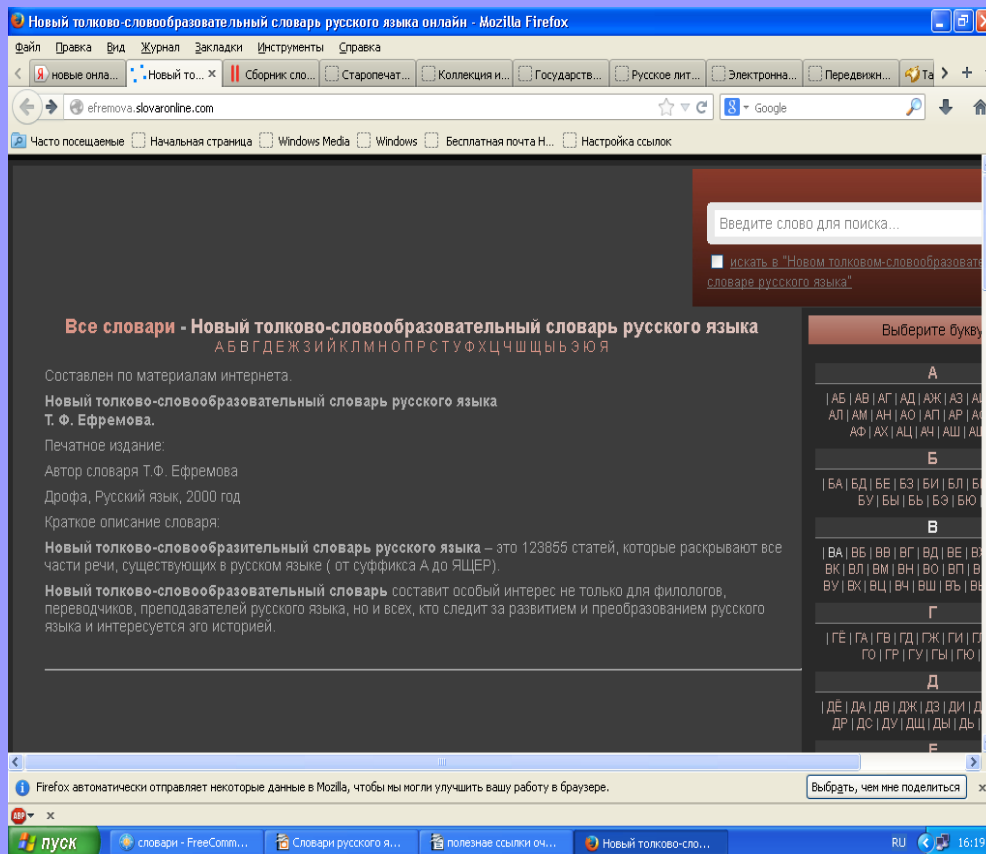 Новый толково-словообразовательный словарь русского языка онлайн - Mozilla Firefox
Файл Правка Вид Журнал Закладки Инструменты Справка
новые онла... Новый то... × Сборник сло... Старопечат... Коллекция и... Государств... Русское лит... Электронна... Передвижн... Та
efremova.slovaronline.com Google
Часто посещаемые Начальная страница Windows Media Windows Бесплатная почта H... Настройка ссылок
Введите слово для поиска...
искать в "Новом толковом-словообразовате
словаре русского языка"
Все словари - Новый толково-словообразовательный словарь русского языка
А Б В Г Д Е Ж З И Й К Л М Н О П Р С Т У Ф Х Ц Ч Ш Щ Ы Ь Э Ю Я
Составлен по материалам интернета.
Новый толково-словообразовательный словарь русского языка
Т. Ф. Ефремова.
Печатное издание:
Автор словаря Т.Ф. Ефремова
Дрофа, Русский язык, 2000 год
Краткое описание словаря:
Новый толково-словообразительный словарь русского языка – это 123855 статей, которые раскрывают все
части речи, существующих в русском языке ( от суффикса А до ЯЩЕР).
Новый толково-словообразовательный словарь составит особый интерес не только для филологов,
переводчиков, преподавателей русского языка, но и всех, кто следит за развитием и преобразованием русского
языка и интересуется эго историей.
Выберите букву
А
| АБ | АВ | АГ | АД | АЖ | АЗ |
АЛ | АМ | АН | АО | АП | АР |
АФ | АХ | АЦ | АЧ | АШ |
Б
| БА | БД | БЕ | БЗ | БИ | БЛ |
БУ | БЫ | БЬ | БЭ | БЮ |
В
| ВА | ВБ | ВВ | ВГ | ВД | ВЕ |
ВК | ВЛ | ВМ | ВН | ВО | ВП |
ВУ | ВХ | ВЦ | ВЧ | ВШ | ВЪ |
Г
| ГЁ | ГА | ГВ | ГД | ГЖ | ГИ |
ГО | ГР | ГУ | ГЫ | ГЮ |
Д
| ДЁ | ДА | ДВ | ДЖ | ДЗ | ДИ |
ДР | ДС | ДУ | ДЩ | ДЫ | ДЬ |
Е
Firefox автоматически отправляет некоторые данные в Mozilla, чтобы мы могли улучшить вашу работу в браузере. Выбрать, чем мне поделиться ×
ABP ×
пуск словари - FreeComm... Словари русского я... полезнае ссылки оч... Новый толково-сло... RU 16:19